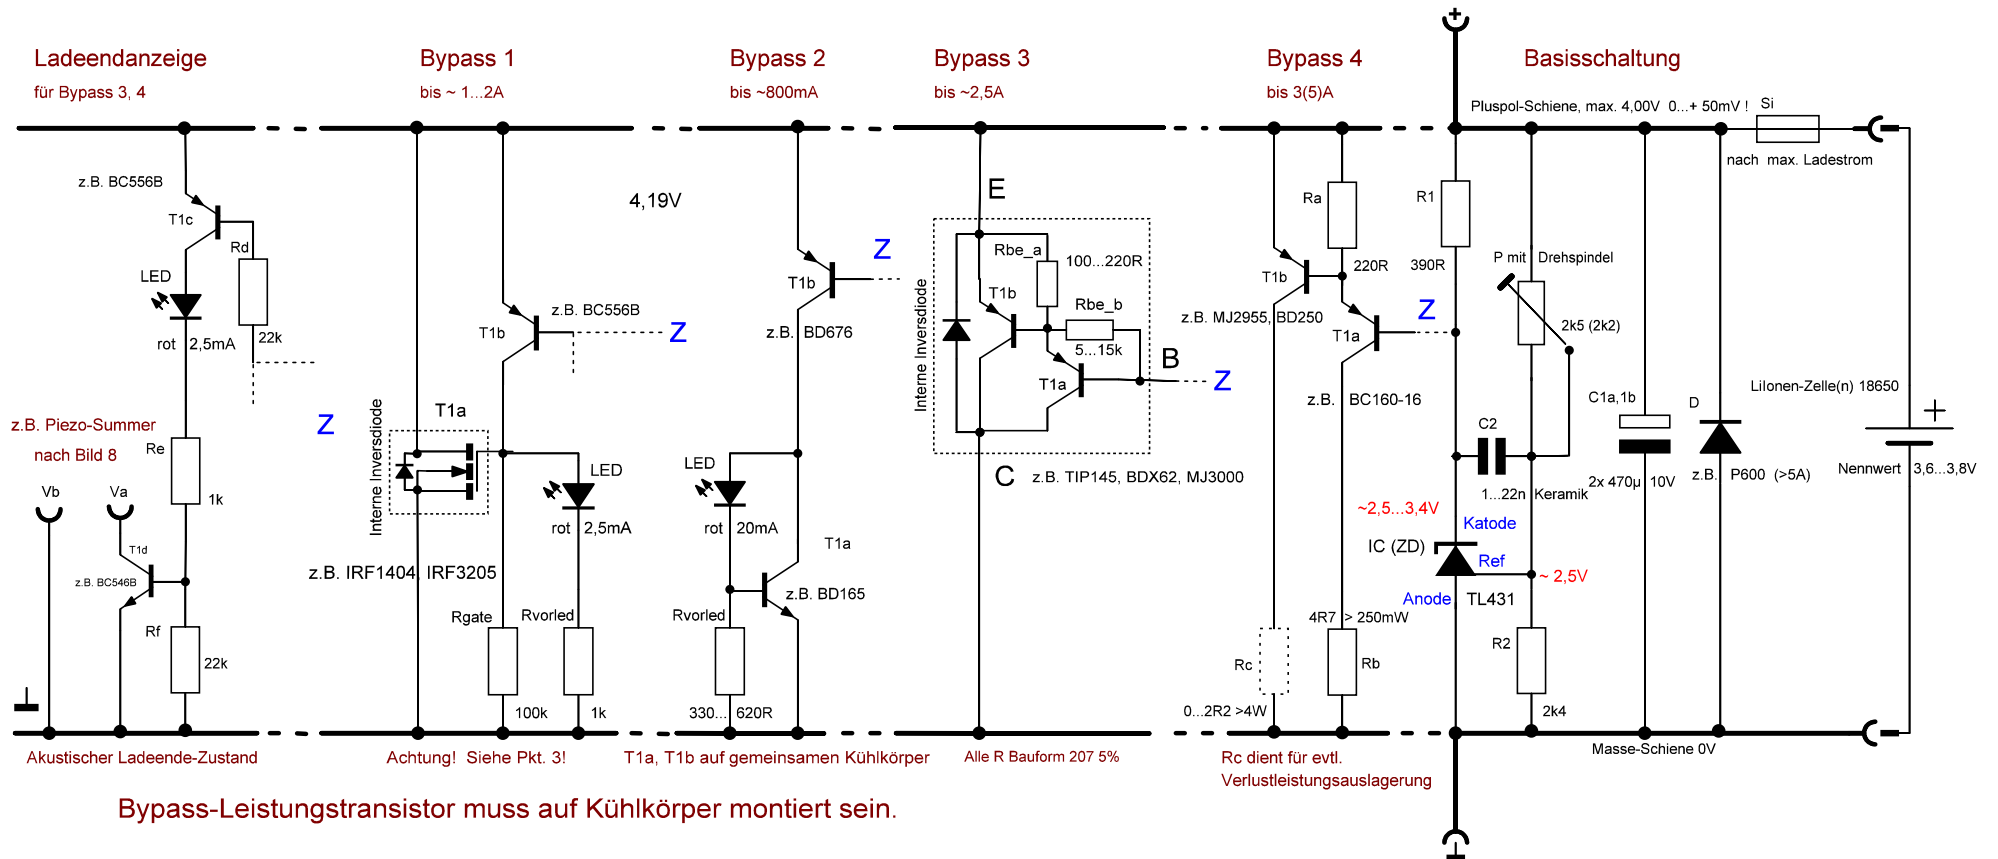 Ladeendanzeige
für Bypass 3, 4
z.B. BC556B
T1c
Rd
LED
rot 2,5mA
22k
Z
z.B. Piezo-Summer
nach Bild 8
Re
1k
Vb
Va
T1d
z.B. BC546B
Rf
22k
Akustischer Ladeende-Zustand
Bypass 1
bis ~ 1...2A
z.B. BC556B
T1b
Z
T1a
Interne Inversdiode
LED
rot 2,5mA
z.B. IRF1404, IRF3205
Rgate
Rvorled
100k
1k
Achtung! Siehe Pkt. 3!
4,19V
Bypass 2
bis ~800mA
Z
T1b
z.B. BD676
LED
rot 20mA
T1a
z.B. BD165
Rvorled
330... 620R
T1a, T1b auf gemeinsamen Kühlkörper
Bypass 3
bis ~2,5A
E
Rbe_a
100...220R
T1b
Rbe_b
5...15k
B
Z
T1a
Interne Inversdiode
C
z.B. TIP145, BDX62, MJ3000
Alle R Bauform 207 5%
Bypass 4
bis 3(5)A
Ra
220R
T1b
z.B. MJ2955, BD250
Z
T1a
z.B. BC160-16
4R7 > 250mW
Rc
Rb
0...2R2 >4W
Rc dient für evtl.
Verlustleistungsauslagerung
+
Basisschaltung
Pluspol-Schiene, max. 4,00V 0...+ 50mV !
Si
nach max. Ladestrom
R1
390R
P mit Drehspindel
2k5 (2k2)
C2
1...22n Keramik
~2,5...3,4V
Katode
IC (ZD)
Ref
~ 2,5V
Anode
TL431
R2
2k4
C1a,1b
2x 470µ 10V
D
z.B. P600 (>5A)
LiIonen-Zelle(n) 18650
+
Nennwert 3,6...3,8V
Masse-Schiene 0V
Bypass-Leistungstransistor muss auf Kühlkörper montiert sein.